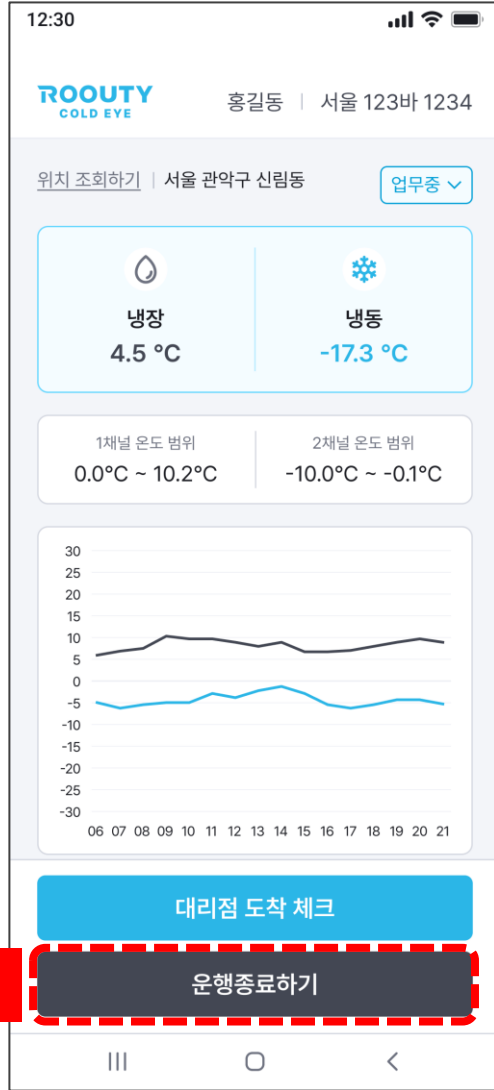 12:30
ROOUTY
COLD EYE
홍길동 | 서울 123바 1234
위치 조회하기 | 서울 관악구 신림동
업무중
냉장 냉동
4.5 °C -17.3 °C
1채널 온도 범위 2채널 온도 범위
0.0°C ~ 10.2°C -10.0°C ~ -0.1°C
30
25
20
15
10
5
0
-5
-10
-15
-20
-25
-30
06 07 08 09 10 11 12 13 14 15 16 17 18 19 20 21
대리점 도착 체크
운행종료하기